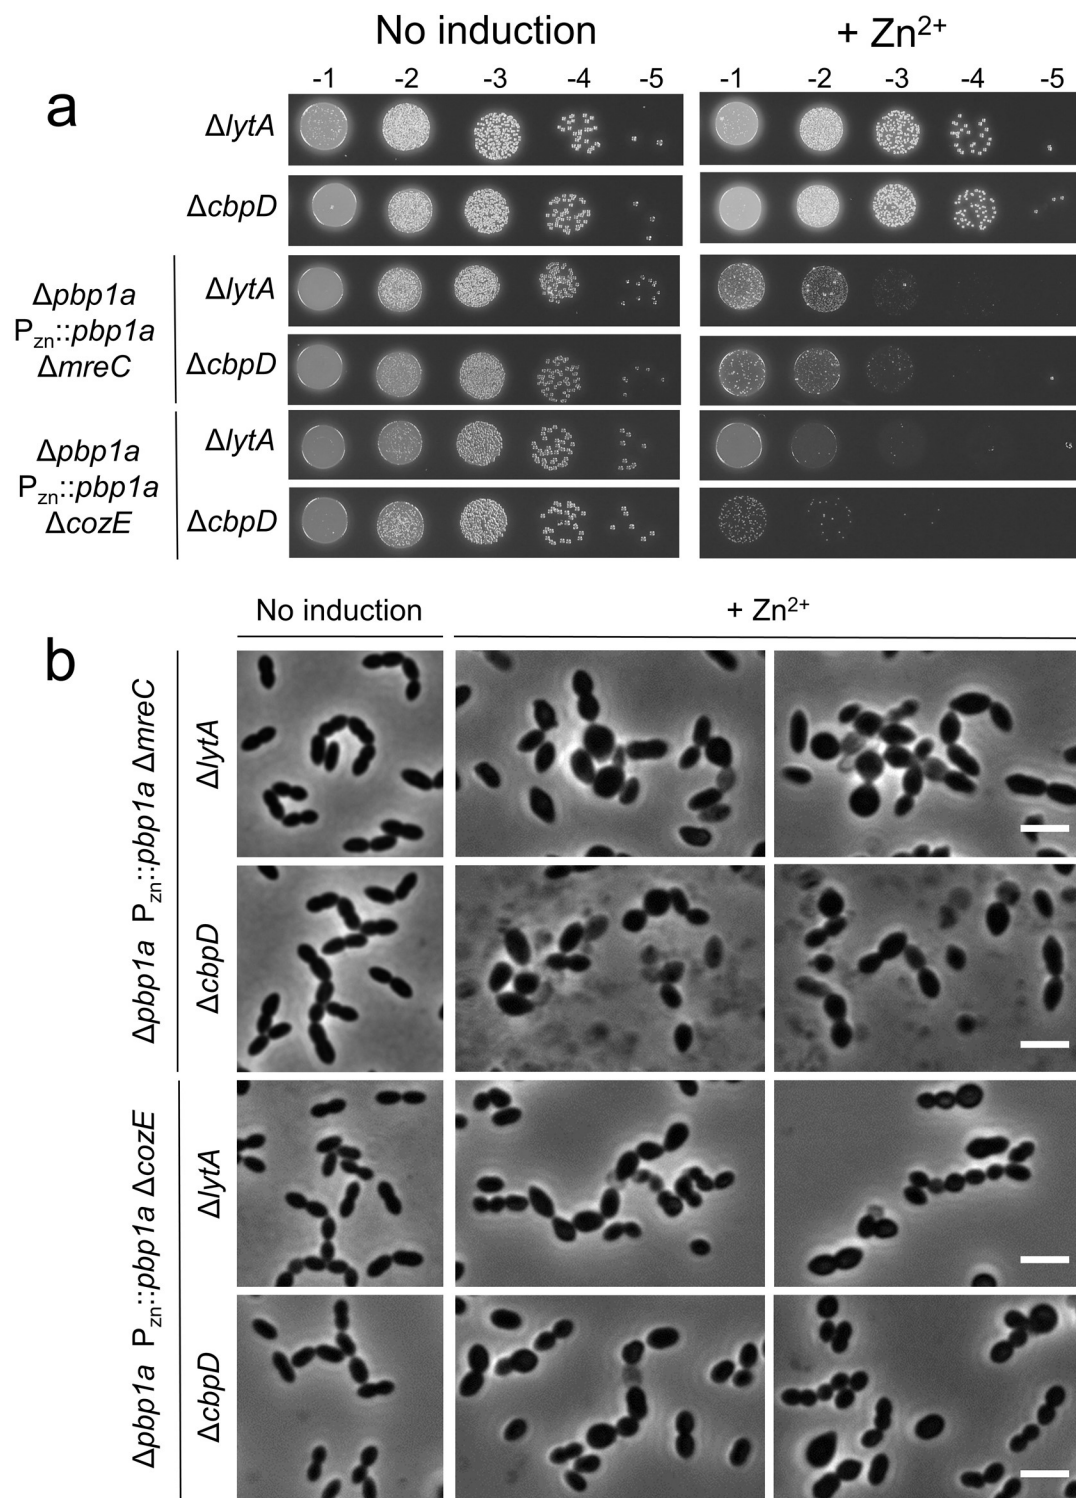 No induction
+ Zn²⁺
-1 -2 -3 -4 -5
-1 -2 -3 -4 -5
a
ΔlytA
ΔcbpD
Δpbp1a
Pzn::pbp1a
ΔmreC
ΔlytA
ΔcbpD
Δpbp1a
Pzn::pbp1a
ΔcozE
ΔlytA
ΔcbpD
No induction
+ Zn²⁺
b
Δpbp1a Pzn::pbp1a ΔmreC
ΔlytA
ΔcbpD
Δpbp1a Pzn::pbp1a ΔcozE
ΔlytA
ΔcbpD